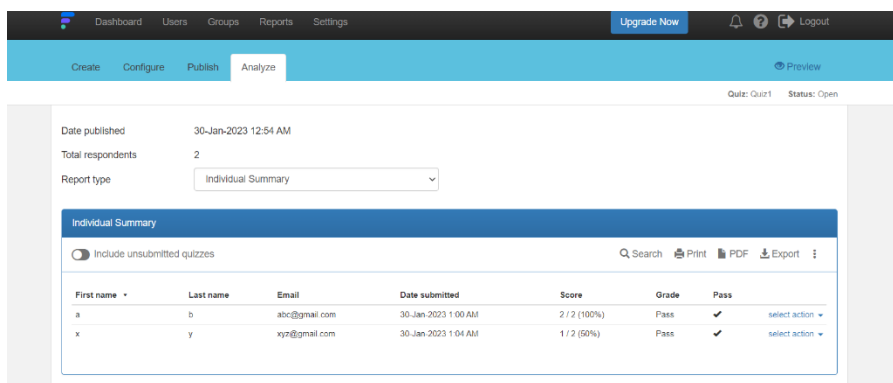 Dashboard Users Groups Reports Settings Upgrade Now Logout
Create Configure Publish Analyze Preview
Quiz: Quiz1 Status: Open
Date published 30-Jan-2023 12:54 AM
Total respondents 2
Report type Individual Summary
Individual Summary
Include unsubmitted quizzes Search Print PDF Export
First name Last name Email Date submitted Score Grade Pass
a b abc@gmail.com 30-Jan-2023 1:00 AM 2 / 2 (100%) Pass select action
x y xyz@gmail.com 30-Jan-2023 1:04 AM 1 / 2 (50%) Pass select action